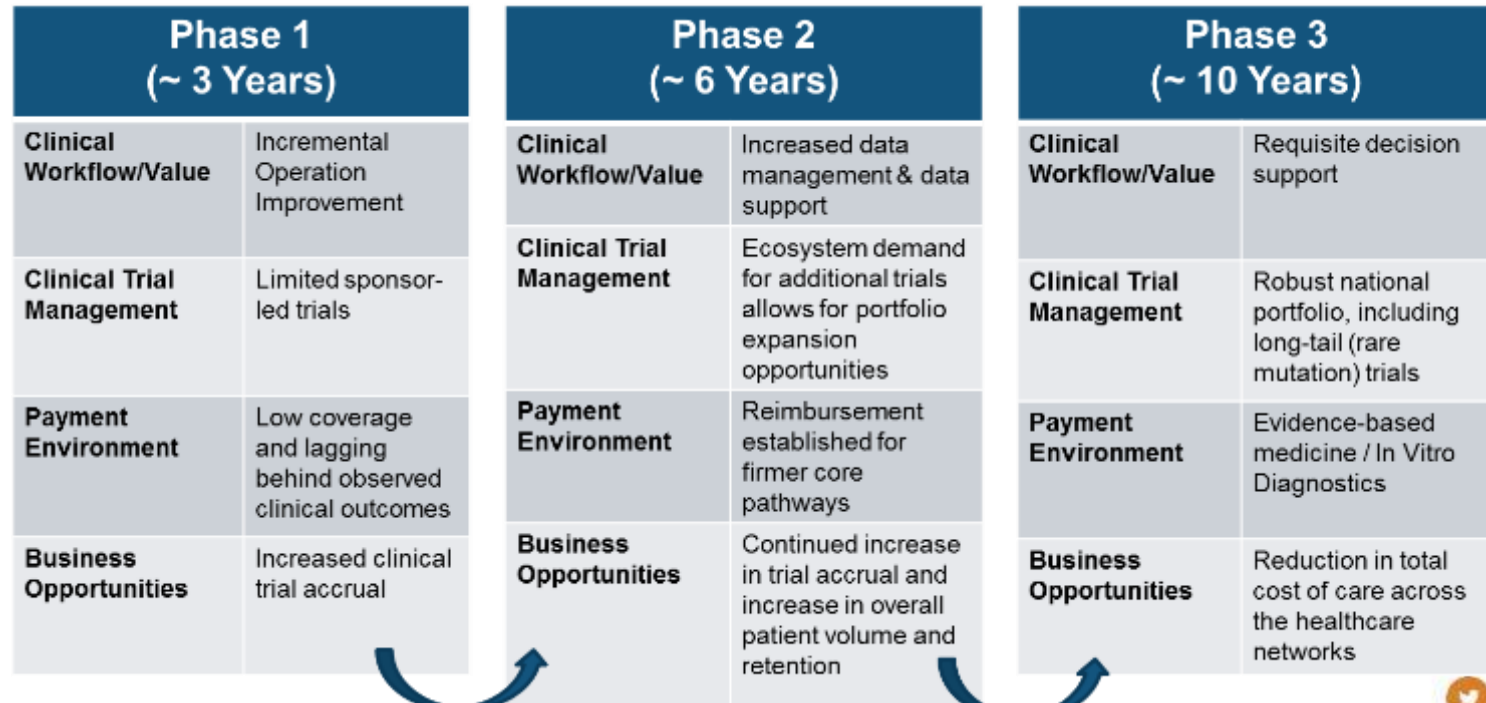 Phase 1
(~ 3 Years)
Clinical
Workflow/Value
Incremental
Operation
Improvement
Clinical Trial
Management
Limited sponsor-
led trials
Payment
Environment
Low coverage
and lagging
behind observed
clinical outcomes
Business
Opportunities
Increased clinical
trial accrual
Phase 2
(~ 6 Years)
Clinical
Workflow/Value
Increased data
management & data
support
Clinical Trial
Management
Ecosystem demand
for additional trials
allows for portfolio
expansion
opportunities
Payment
Environment
Reimbursement
established for
firmer core
pathways
Business
Opportunities
Continued increase
in trial accrual and
increase in overall
patient volume and
retention
Phase 3
(~ 10 Years)
Clinical
Workflow/Value
Requisite decision
support
Clinical Trial
Management
Robust national
portfolio, including
long-tail (rare
mutation) trials
Payment
Environment
Evidence-based
medicine / In Vitro
Diagnostics
Business
Opportunities
Reduction in total
cost of care across
the healthcare
networks